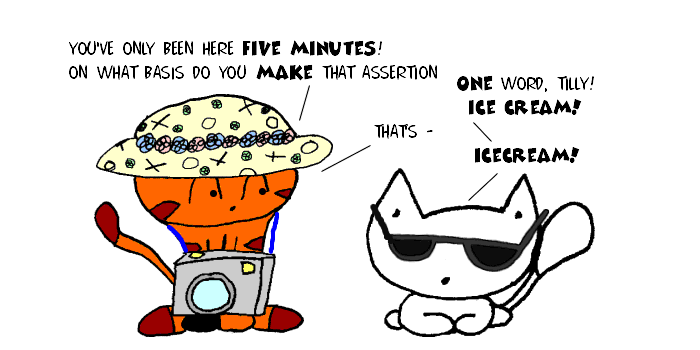 YOU'VE ONLY BEEN HERE FIVE MINUTES!
ON WHAT BASIS DO YOU MAKE THAT ASSERTION
ONE WORD, TILLY!
ICE CREAM!
THAT'S -
ICECREAM!